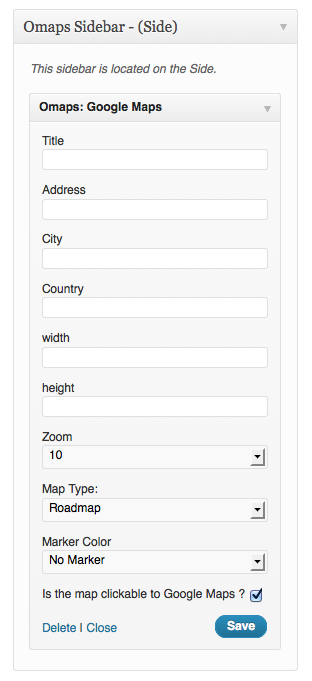 Omaps Sidebar - (Side)
This sidebar is located on the Side.
Omaps: Google Maps
Title
Address
City
Country
width
height
Zoom
10
Map Type:
Roadmap
Marker Color
No Marker
Is the map clickable to Google Maps ?
Delete | Close
Save